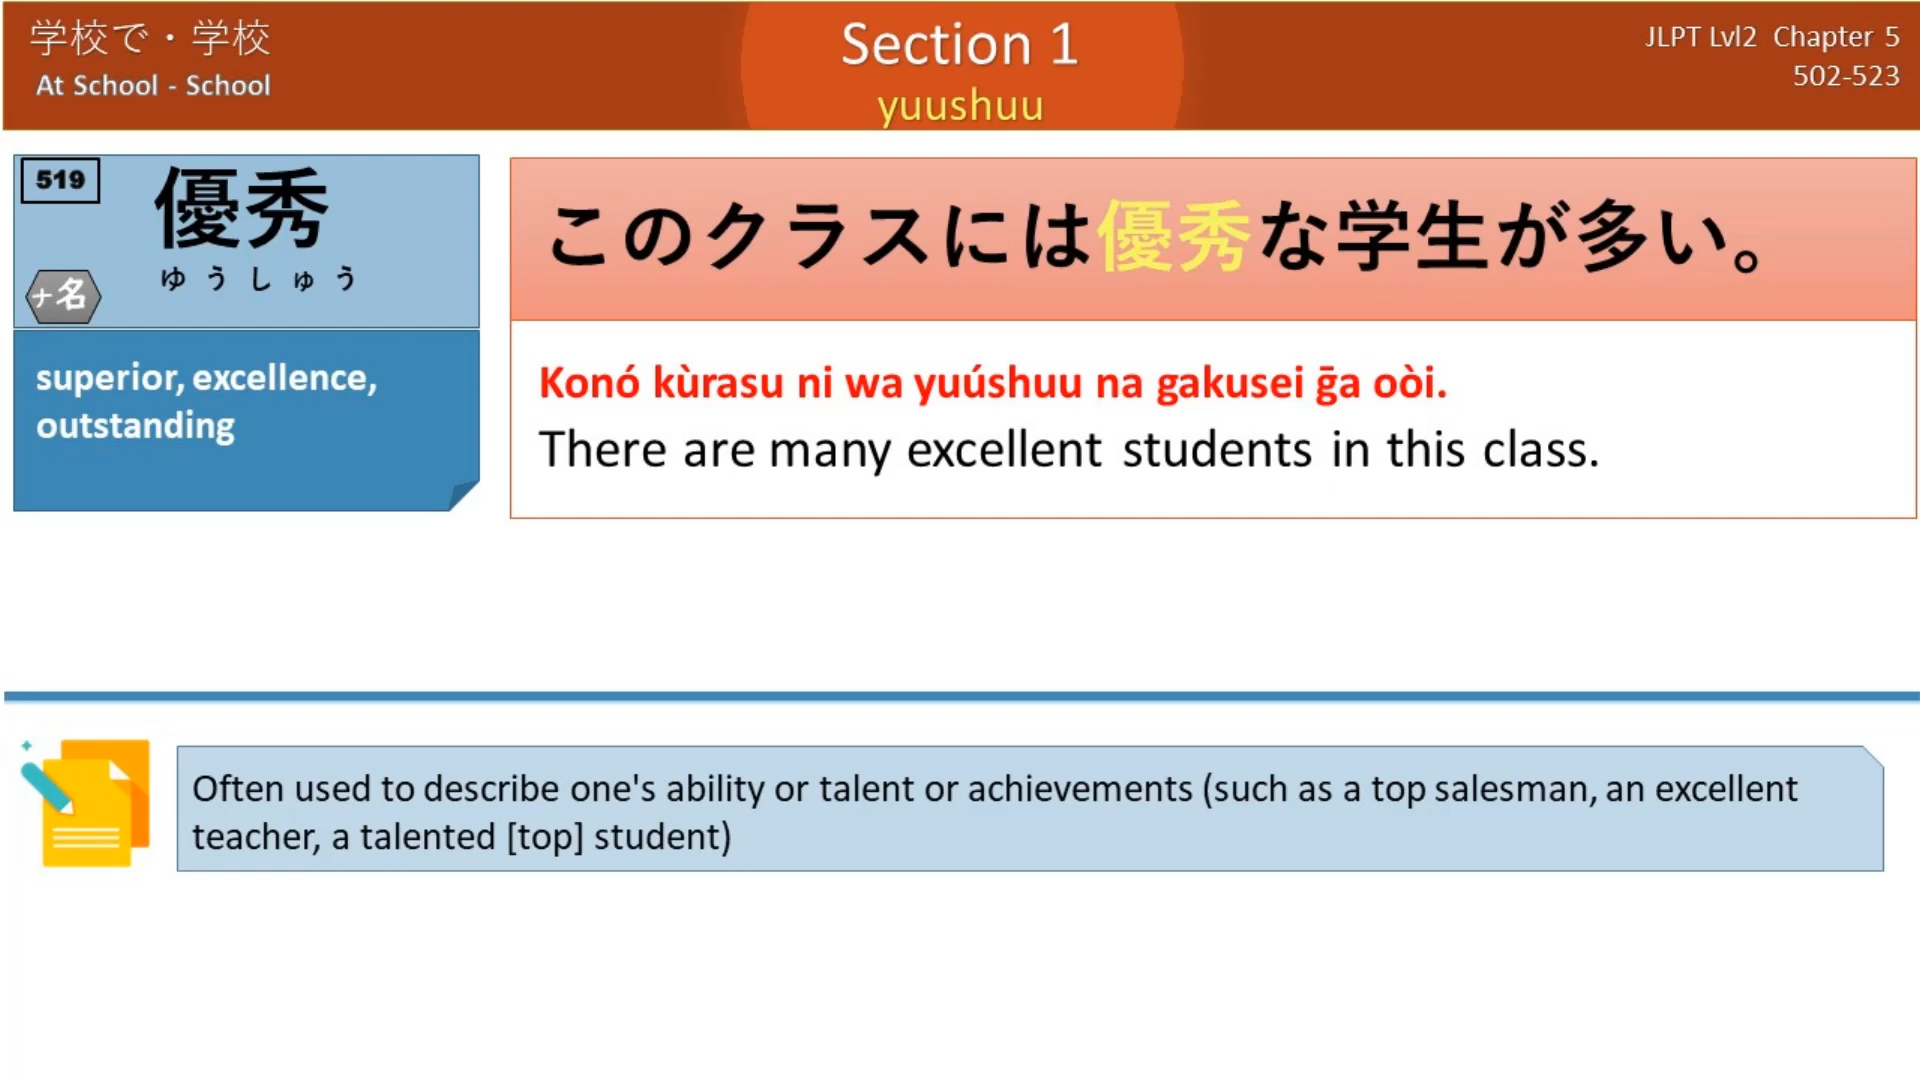 学校で・学校
At School - School
Section 1
yuushuu
JLPT Lvl2 Chapter 5
502-523
519
優秀
ゆうしゅう
ナ名
superior, excellence,
outstanding
このクラスには優秀な学生が多い。
Konó kùrasu ni wa yuúshuu na gakusei ḡa oòi.
There are many excellent students in this class.
Often used to describe one's ability or talent or achievements (such as a top salesman, an excellent
teacher, a talented [top] student)